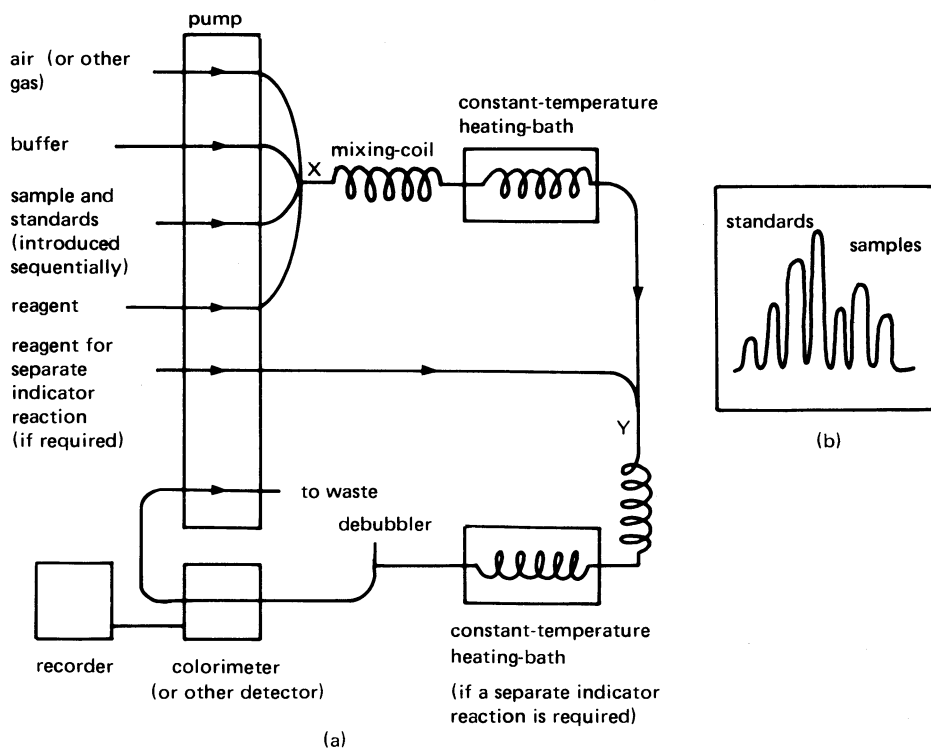 pump
air (or other
gas)
buffer
sample and
standards
(introduced
sequentially)
reagent
reagent for
separate
indicator
reaction
(if required)
X
mixing-coil
constant-temperature
heating-bath
Y
to waste
debubbler
recorder
colorimeter
(or other detector)
constant-temperature
heating-bath
(if a separate indicator
reaction is required)
(a)
standards
samples
(b)